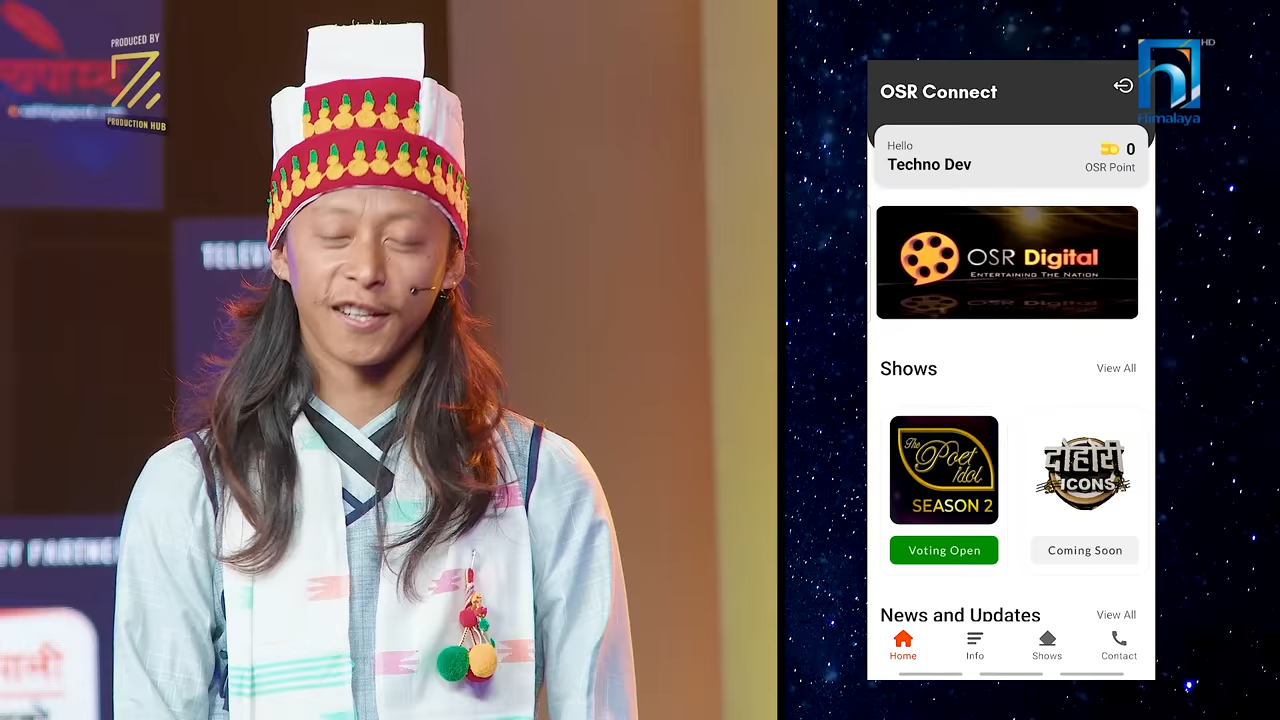 PRODUCED BY
PRODUCTION HUB
HD
Himalaya
OSR Connect
Hello
Techno Dev
0
OSR Point
OSR Digital
ENTERTAINING THE NATION
Shows
View All
The
Poet
Idol
SEASON 2
दोहोरी
ICONS
Voting Open
Coming Soon
News and Updates
View All
Home
Info
Shows
Contact